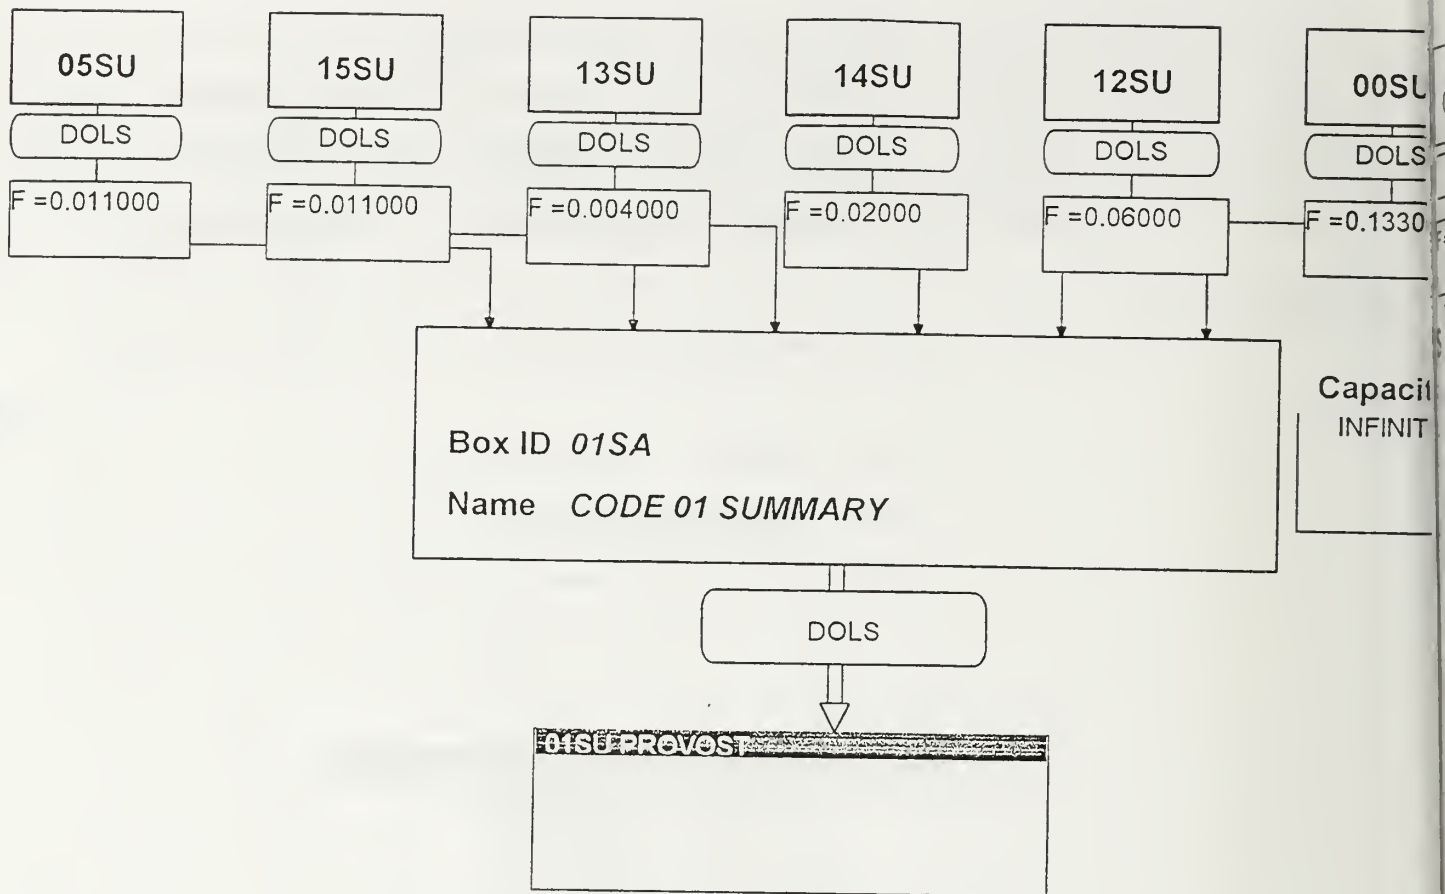 05SU 15SU 13SU 14SU 12SU 00SU
DOLS DOLS DOLS DOLS DOLS DOLS
F =0.011000 F =0.011000 F =0.004000 F =0.02000 F =0.06000 F =0.1330
Capacit
INFINIT
Box ID 01SA
Name CODE 01 SUMMARY
DOLS
01SU PROVOST